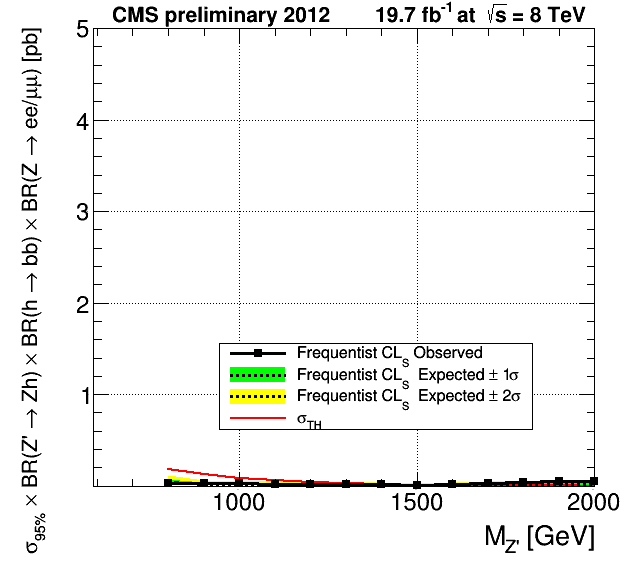 CMS preliminary 2012 19.7 fb⁻¹ at √s = 8 TeV
σ95% × BR(Z' → Zh) × BR(h → bb) × BR(Z → ee/μμ) [pb]
5
4
3
2
1
Frequentist CLS Observed
Frequentist CLS Expected ± 1σ
Frequentist CLS Expected ± 2σ
σTH
1000 1500 2000
MZ' [GeV]